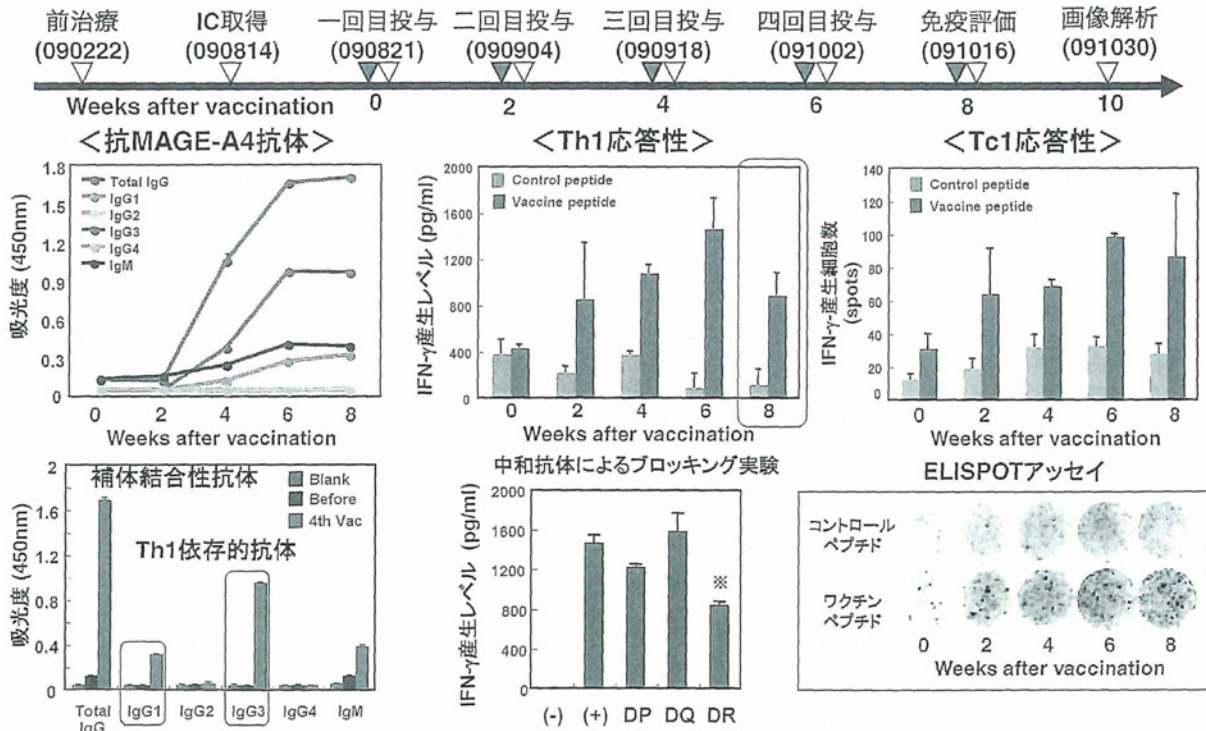 前治療 IC取得 一回目投与 二回目投与 三回目投与 四回目投与 免疫評価 画像解析
(090222) (090814) (090821) (090904) (090918) (091002) (091016) (091030)
Weeks after vaccination 0 2 4 6 8 10
＜抗MAGE-A4抗体＞
吸光度 (450nm)
1.8
1.5
1.2
0.9
0.6
0.3
0
Total IgG
IgG1
IgG2
IgG3
IgG4
IgM
0 2 4 6 8
Weeks after vaccination
＜Th1応答性＞
IFN-γ産生レベル (pg/ml)
2000
1600
1200
800
400
0
Control peptide
Vaccine peptide
0 2 4 6 8
Weeks after vaccination
＜Tc1応答性＞
IFN-γ-産生細胞数
(spots)
140
120
100
80
60
40
20
0
Control peptide
Vaccine peptide
0 2 4 6 8
Weeks after vaccination
吸光度 (450nm)
2
1.6
1.2
0.8
0.4
0
補体結合性抗体
Th1依存的抗体
Blank
Before
4th Vac
Total IgG1 IgG2 IgG3 IgG4 IgM
IgG
中和抗体によるブロッキング実験
IFN-γ産生レベル (pg/ml)
2000
1600
1200
800
400
0
※
(-) (+) DP DQ DR
ELISPOTアッセイ
コントロール
ペプチド
ワクチン
ペプチド
0 2 4 6 8
Weeks after vaccination